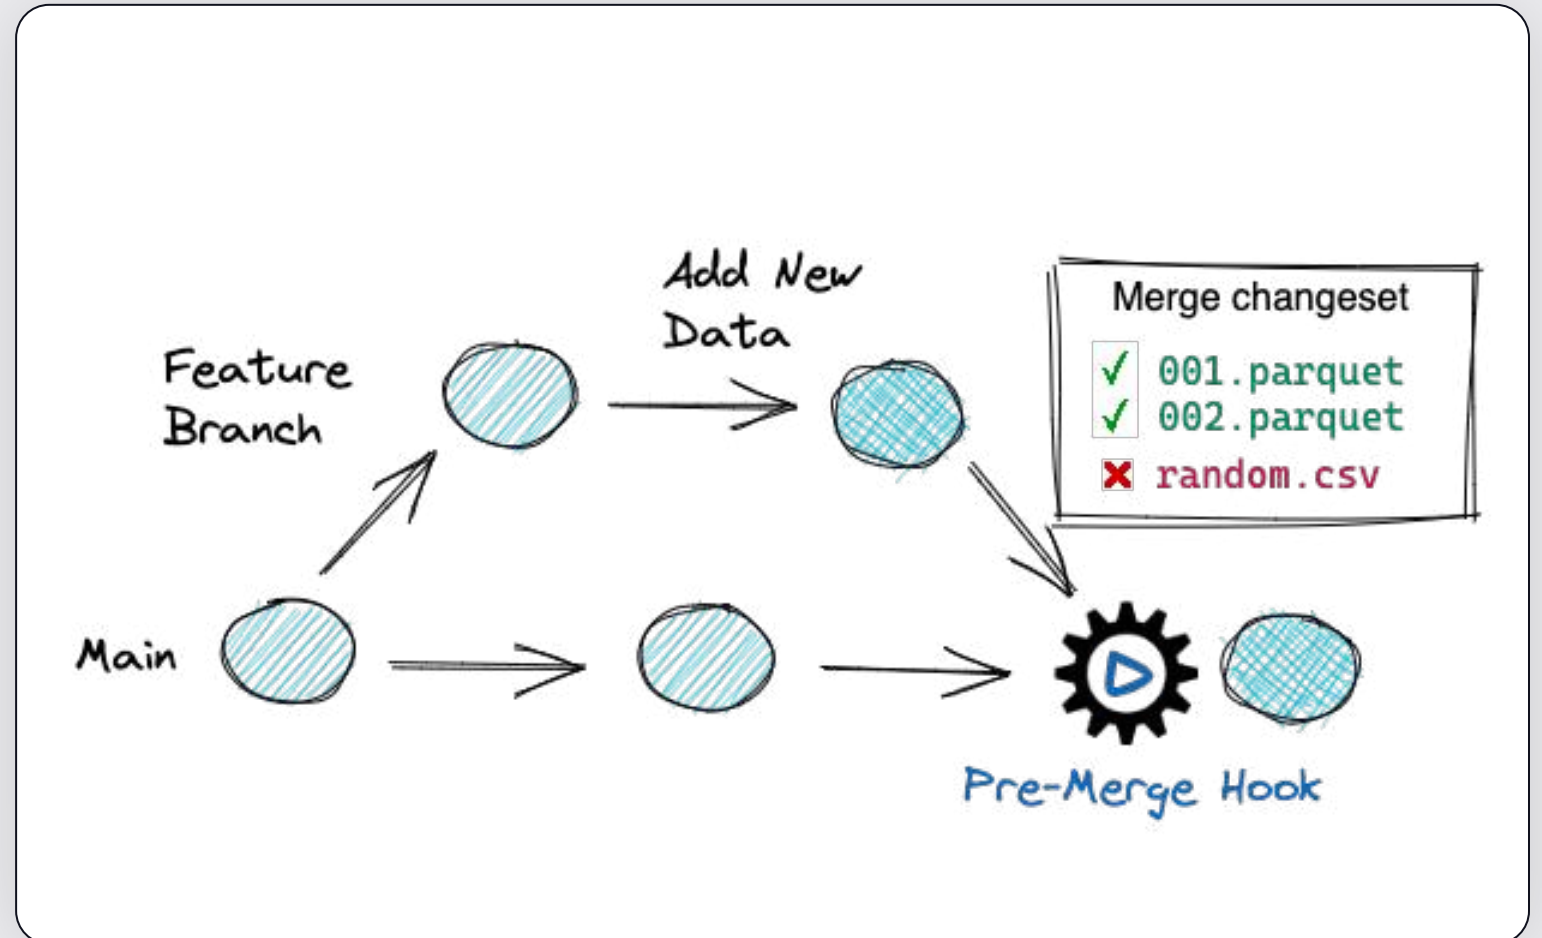 Add New
Data
Merge changeset
001.parquet
002.parquet
random.csv
Feature
Branch
Main
Pre-Merge Hook